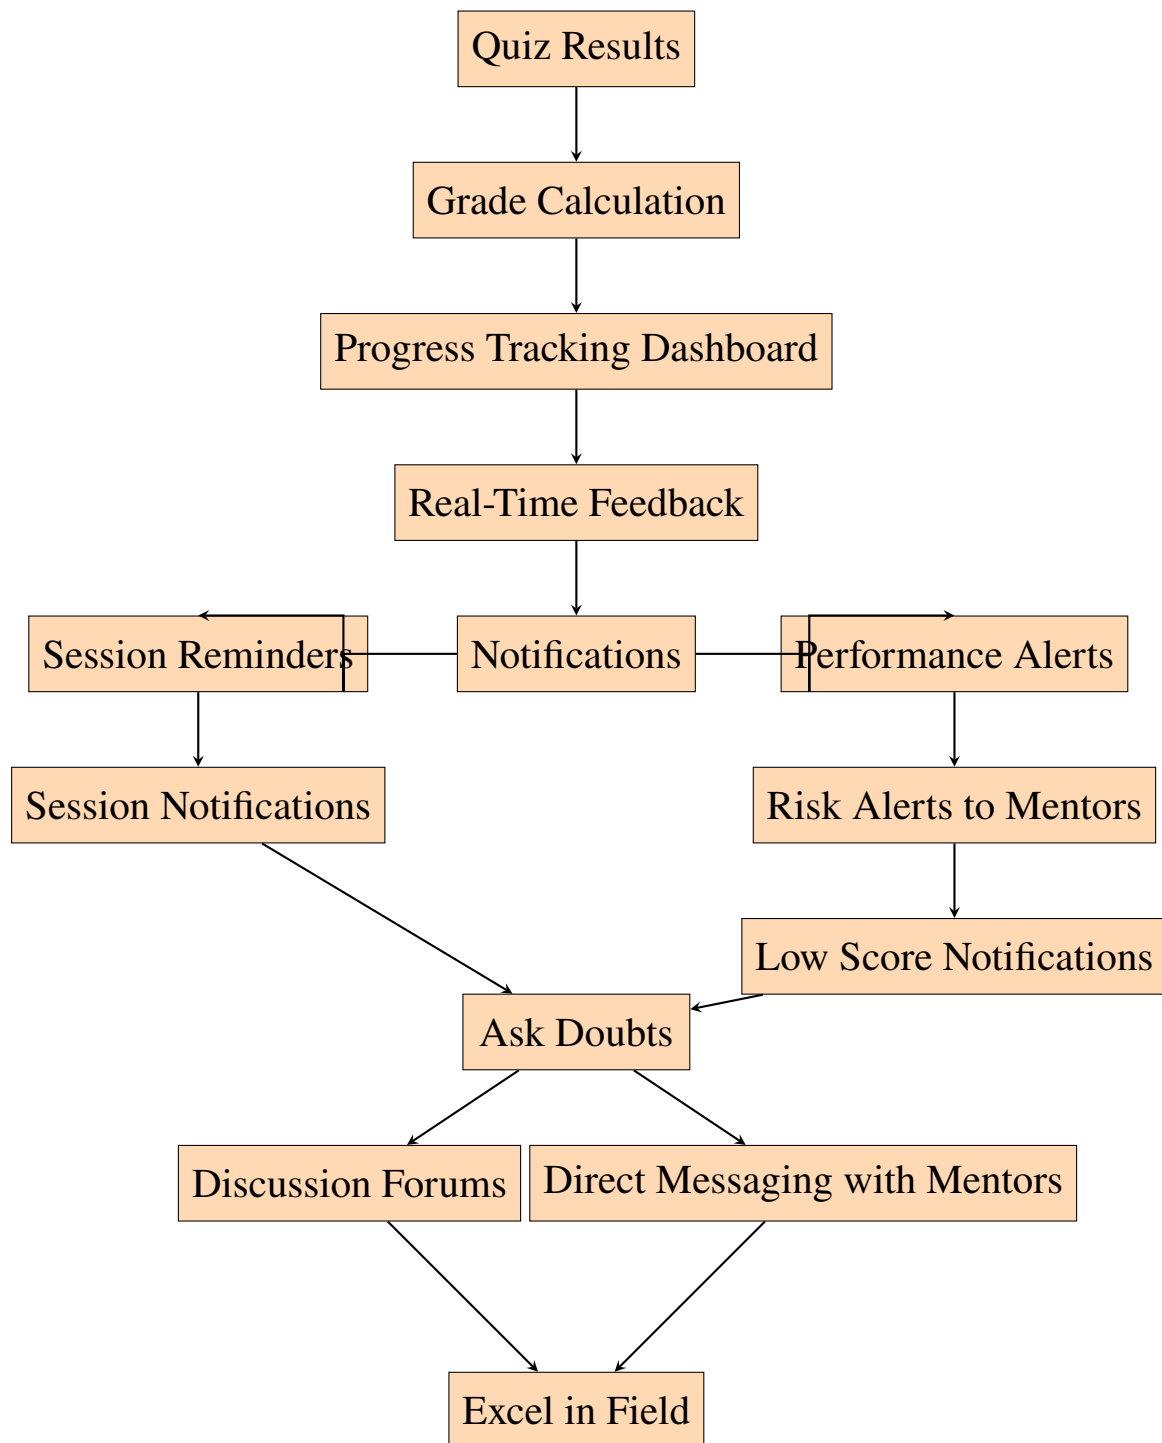 Quiz Results
Grade Calculation
Progress Tracking Dashboard
Real-Time Feedback
Session Reminders
Notifications
Performance Alerts
Session Notifications
Risk Alerts to Mentors
Low Score Notifications
Ask Doubts
Discussion Forums
Direct Messaging with Mentors
Excel in Field